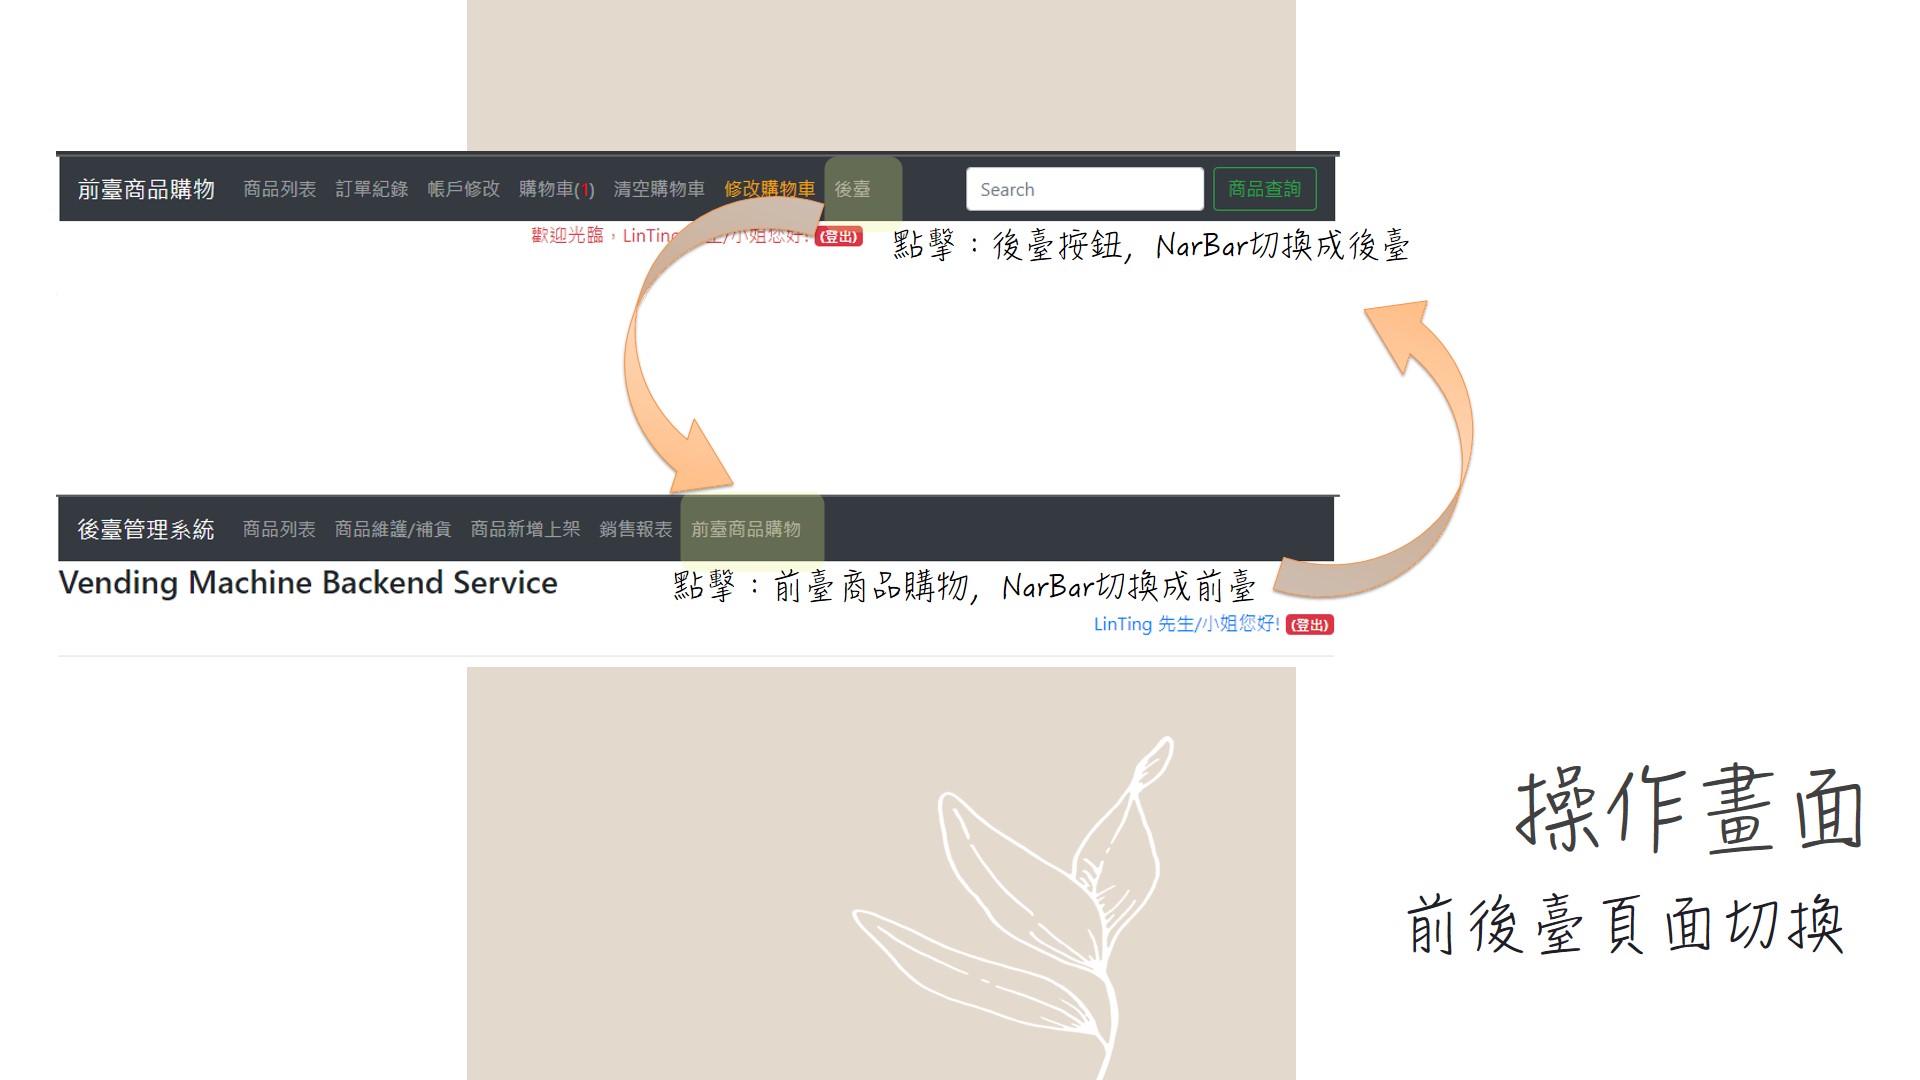 前臺商品購物 商品列表 訂單紀錄 帳戶修改 購物車(1) 清空購物車 修改購物車 後臺 Search 商品查詢
歡迎光臨，LinTing 先生/小姐您好! (登出)
點擊：後臺按鈕, NarBar切換成後臺
後臺管理系統 商品列表 商品維護/補貨 商品新增上架 銷售報表 前臺商品購物
Vending Machine Backend Service
點擊：前臺商品購物, NarBar切換成前臺
LinTing 先生/小姐您好! (登出)
操作畫面
前後臺頁面切換